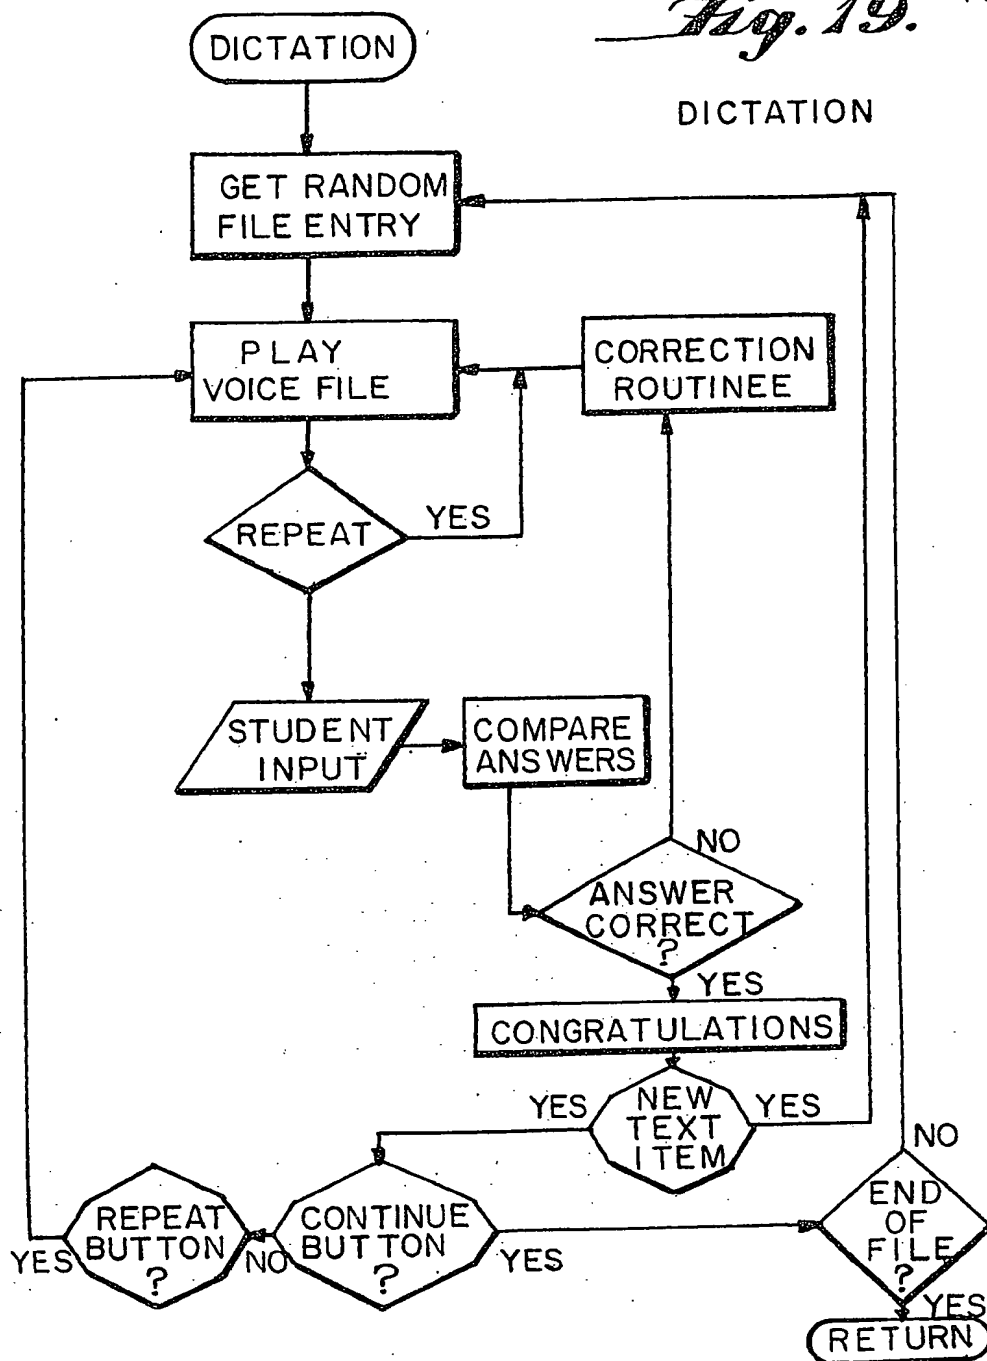 Fig. 19.
DICTATION
DICTATION
GET RANDOM
FILE ENTRY
PLAY
VOICE FILE
CORRECTION
ROUTINEE
REPEAT
YES
STUDENT
INPUT
COMPARE
ANSWERS
NO
ANSWER
CORRECT
?
YES
CONGRATULATIONS
YES
NEW
TEXT
ITEM
YES
NO
REPEAT
BUTTON
?
YES
NO
CONTINUE
BUTTON
?
YES
END
OF
FILE
?
YES
RETURN